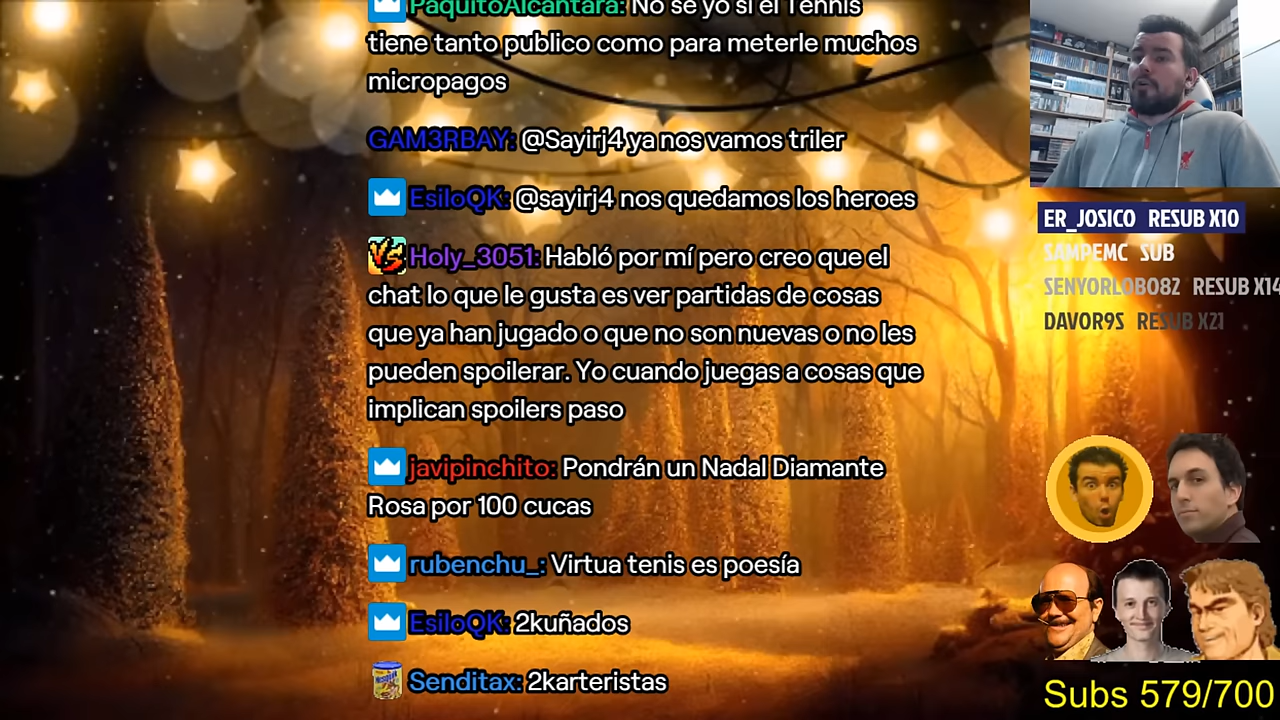 PaquitoAlcantara: No sé yo si el Tennis
tiene tanto publico como para meterle muchos
micropagos
GAM3RBAY: @Sayirj4 ya nos vamos triler
EsiloQK: @sayirj4 nos quedamos los heroes
Holy_3051: Habló por mí pero creo que el
chat lo que le gusta es ver partidas de cosas
que ya han jugado o que no son nuevas o no les
pueden spoilerar. Yo cuando juegas a cosas que
implican spoilers paso
javipinchito: Pondrán un Nadal Diamante
Rosa por 100 cucas
rubenchu_: Virtua tenis es poesía
EsiloQK: 2kuñados
Senditax: 2karteristas
ER_JOSICO RESUB X10
SAMPEMC SUB
SENYORLOBO82 RESUB X14
DAVOR9S RESUB X21
Subs 579/700